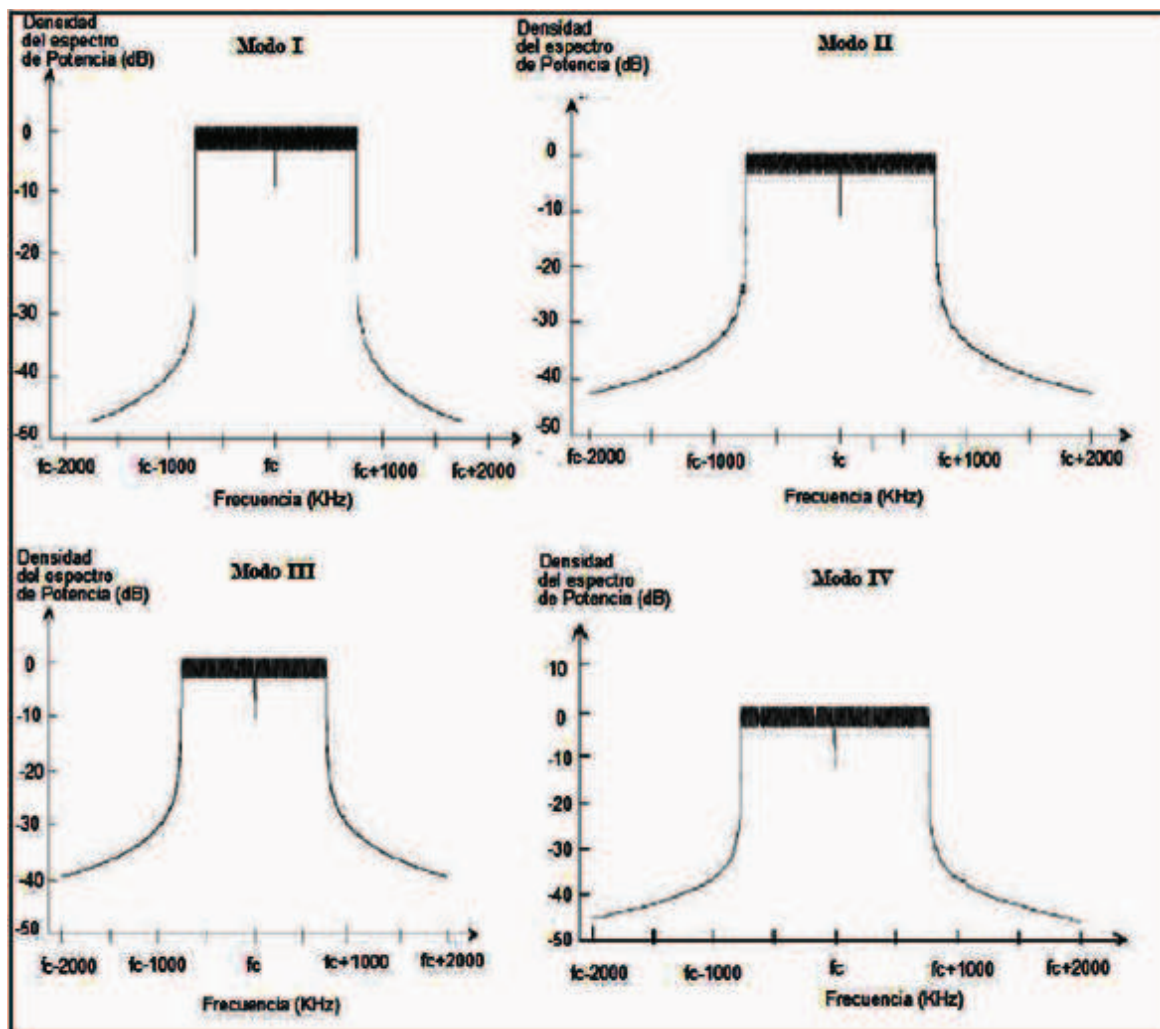 Densidad
del espectro
de Potencia (dB)
Modo I
0
-10
-20
-30
-40
-50
fc-2000
fc-1000
fc
fc+1000
fc+2000
Frecuencia (KHz)
Densidad
del espectro
de Potencia (dB)
Modo II
0
-10
-20
-30
-40
-50
fc-2000
fc-1000
fc
fc+1000
fc+2000
Frecuencia (KHz)
Densidad
del espectro
de Potencia (dB)
Modo III
0
-10
-20
-30
-40
-50
fc-2000
fc-1000
fc
fc+1000
fc+2000
Frecuencia (KHz)
Densidad
del espectro
de Potencia (dB)
Modo IV
10
0
-10
-20
-30
-40
-50
fc-2000
fc-1000
fc
fc+1000
fc+2000
Frecuencia (KHz)